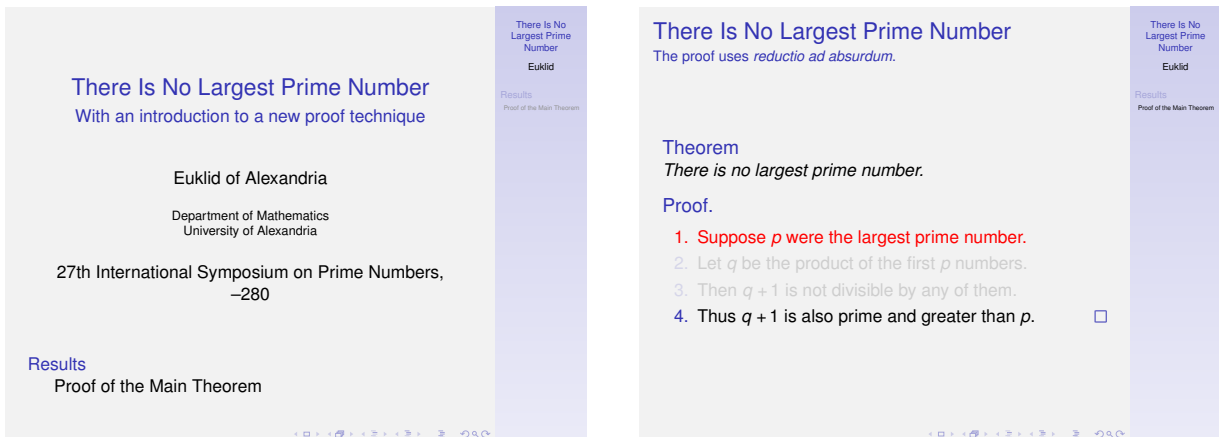 There Is No Largest Prime Number
With an introduction to a new proof technique
Euklid of Alexandria
Department of Mathematics
University of Alexandria
27th International Symposium on Prime Numbers,
–280
Results
Proof of the Main Theorem
There Is No
Largest Prime
Number
Euklid
Results
Proof of the Main Theorem
There Is No Largest Prime Number
The proof uses reductio ad absurdum.
Theorem
There is no largest prime number.
Proof.
1. Suppose p were the largest prime number.
2. Let q be the product of the first p numbers.
3. Then q + 1 is not divisible by any of them.
4. Thus q + 1 is also prime and greater than p. □
There Is No
Largest Prime
Number
Euklid
Results
Proof of the Main Theorem